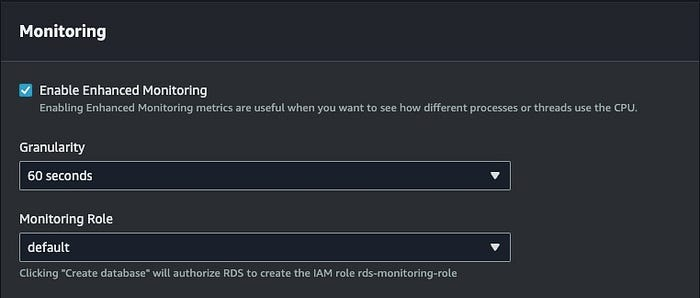 Monitoring
Enable Enhanced Monitoring
Enabling Enhanced Monitoring metrics are useful when you want to see how different processes or threads use the CPU.
Granularity
60 seconds
Monitoring Role
default
Clicking "Create database" will authorize RDS to create the IAM role rds-monitoring-role